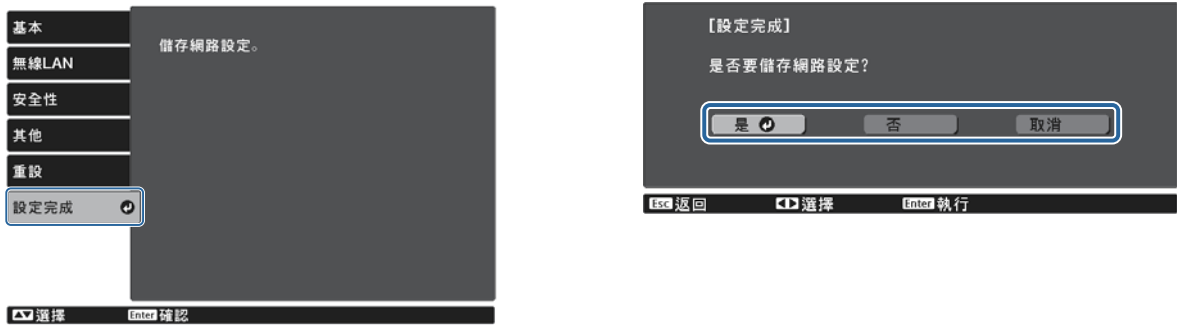 基本
無線LAN
安全性
其他
重設
設定完成
儲存網路設定。
選擇 Enter 確認
[設定完成]
是否要儲存網路設定?
是 否 取消
Esc 返回 選擇 Enter 執行